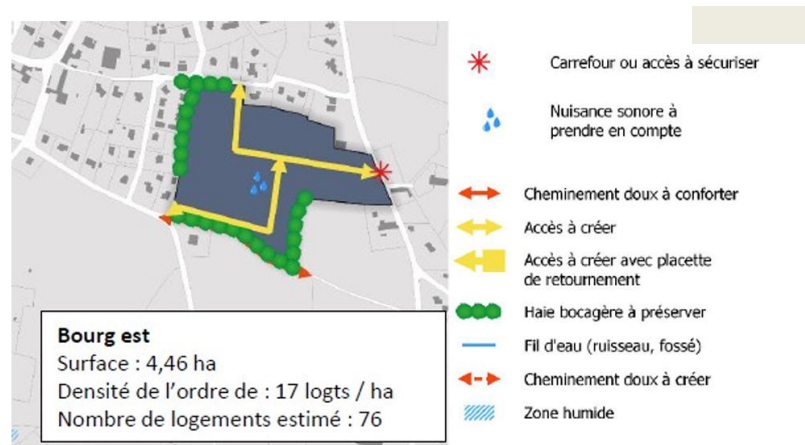 Carrefour ou accès à sécuriser
Nuisance sonore à
prendre en compte
Cheminement doux à conforter
Accès à créer
Accès à créer avec placette
de retournement
Haie bocagère à préserver
Fil d'eau (ruisseau, fossé)
Cheminement doux à créer
Zone humide
Bourg est
Surface : 4,46 ha
Densité de l'ordre de : 17 logts / ha
Nombre de logements estimé : 76